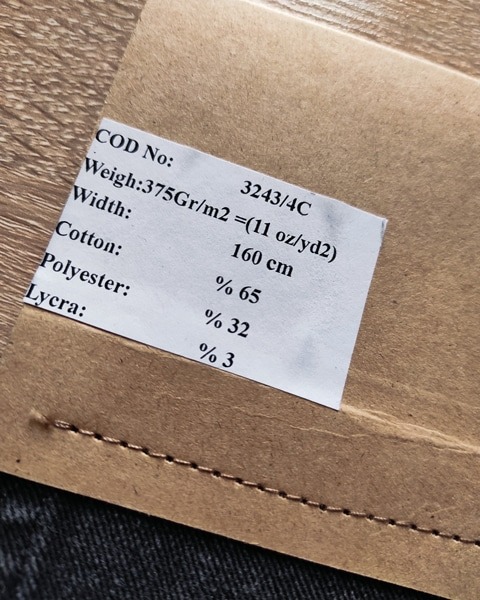 COD No: 3243/4C
Weigh:375Gr/m2 =(11 oz/yd2)
Width: 160 cm
Cotton: % 65
Polyester: % 32
Lycra: % 3